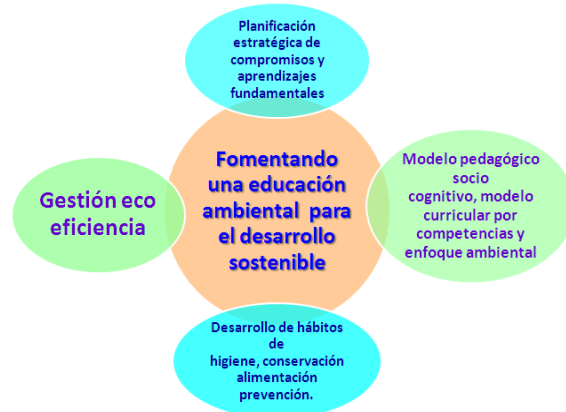 Planificación
estratégica de
compromisos y
aprendizajes
fundamentales
Gestión eco
eficiencia
Fomentando
una educación
ambiental para
el desarrollo
sostenible
Modelo pedagógico
socio
cognitivo, modelo
curricular por
competencias y
enfoque ambiental
Desarrollo de hábitos
de
higiene, conservación
alimentación
prevención.